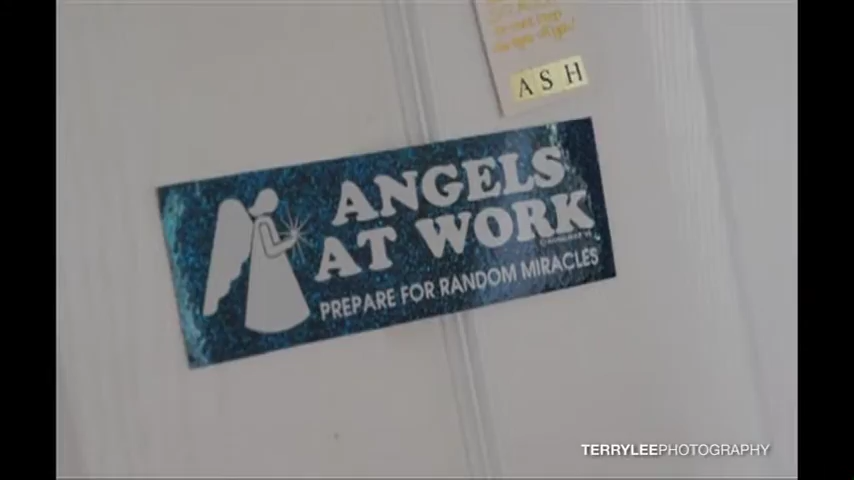 ASH
ANGELS
AT WORK
PREPARE FOR RANDOM MIRACLES
TERRYLEEPHOTOGRAPHY